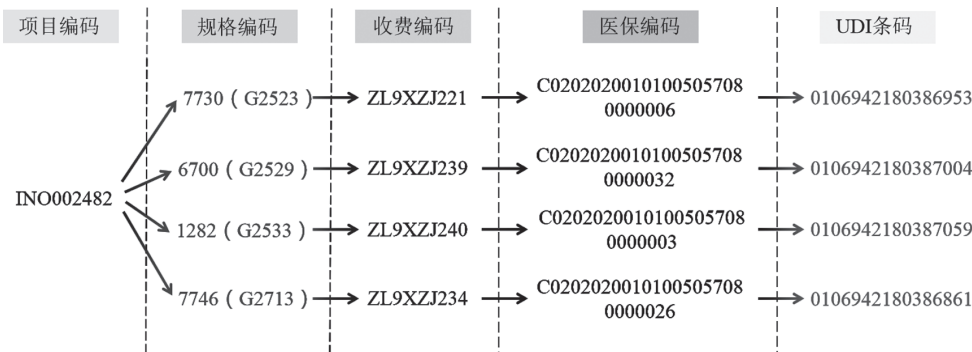 项目编码 规格编码 收费编码 医保编码 UDI条码
7730（G2523） ZL9XZJ221 C0202020010100505708
0000006 0106942180386953
6700（G2529） ZL9XZJ239 C0202020010100505708
0000032 0106942180387004
INO002482
1282（G2533） ZL9XZJ240 C0202020010100505708
0000003 0106942180387059
7746（G2713） ZL9XZJ234 C0202020010100505708
0000026 0106942180386861